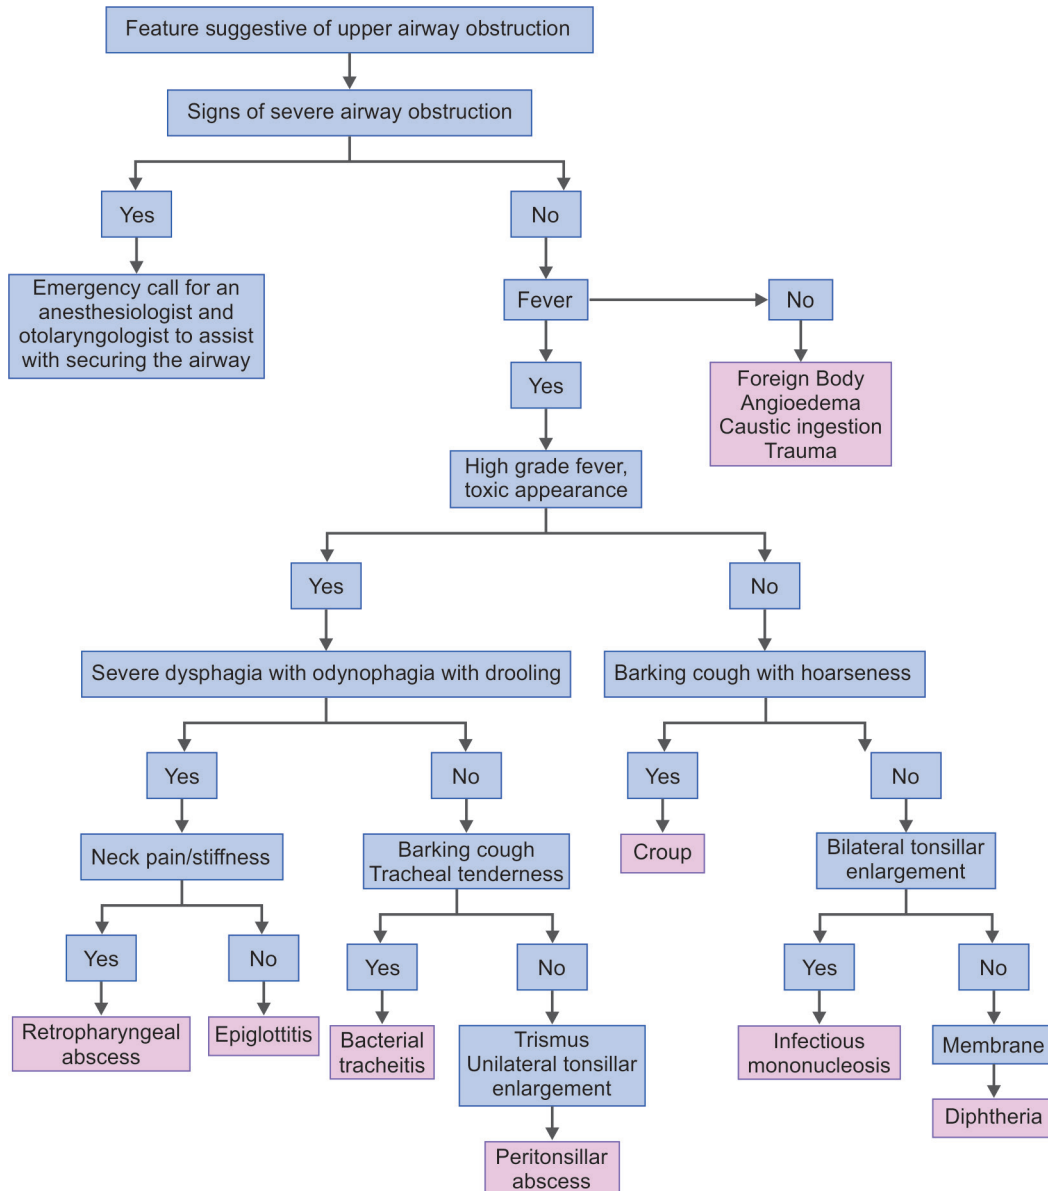 Feature suggestive of upper airway obstruction
Signs of severe airway obstruction
Yes
No
Emergency call for an
anesthesiologist and
otolaryngologist to assist
with securing the airway
Fever
No
Yes
Foreign Body
Angioedema
Caustic ingestion
Trauma
High grade fever,
toxic appearance
Yes
No
Severe dysphagia with odynophagia with drooling
Barking cough with hoarseness
Yes
No
Yes
No
Neck pain/stiffness
Barking cough
Tracheal tenderness
Croup
Bilateral tonsillar
enlargement
Yes
No
Yes
No
Yes
No
Retropharyngeal
abscess
Epiglottitis
Bacterial
tracheitis
Trismus
Unilateral tonsillar
enlargement
Infectious
mononucleosis
Membrane
Peritonsillar
abscess
Diphtheria